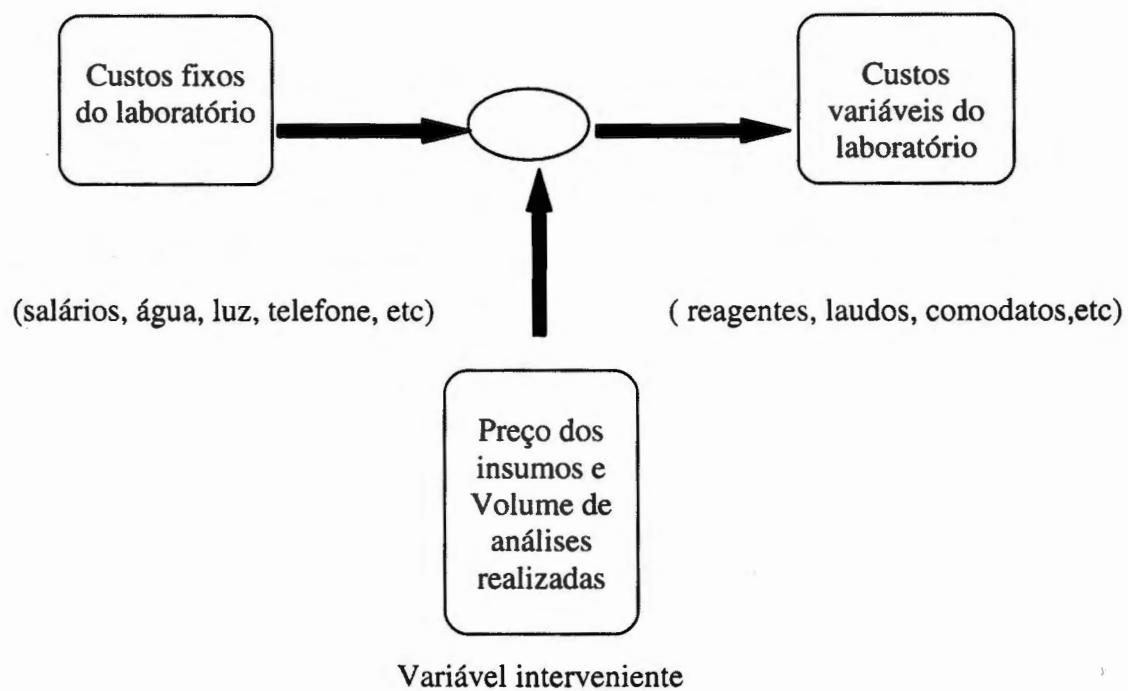 Custos fixos
do laboratório
Custos
variáveis do
laboratório
(salários, água, luz, telefone, etc)
( reagentes, laudos, comodatos,etc)
Preço dos
insumos e
Volume de
análises
realizadas
Variável interveniente